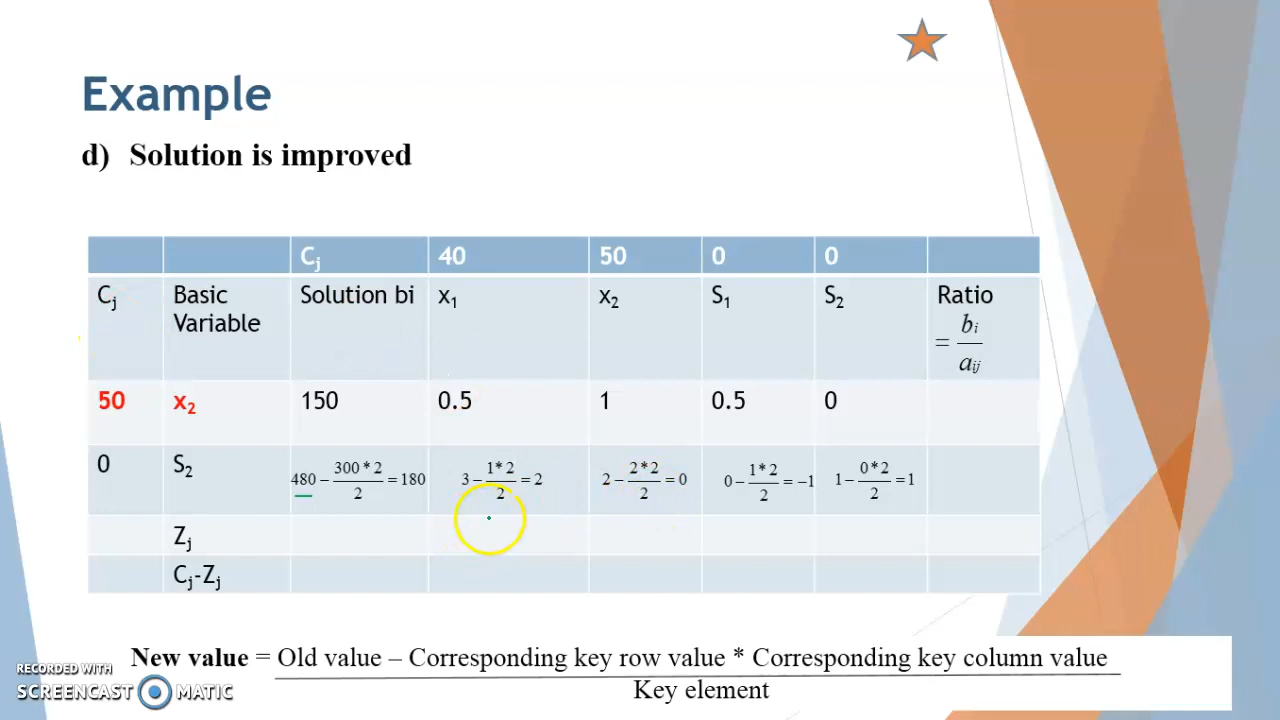 Example
d) Solution is improved
Cj 40 50 0 0
Cj Basic Variable Solution bi x1 x2 S1 S2 Ratio = bi/aij
50 x2 150 0.5 1 0.5 0
0 S2 480 − 300*2/2 = 180 3 − 1*2/2 = 2 2 − 2*2/2 = 0 0 − 1*2/2 = −1 1 − 0*2/2 = 1
Zj
Cj-Zj
New value = Old value – Corresponding key row value * Corresponding key column value
Key element
RECORDED WITH
SCREENCAST MATIC